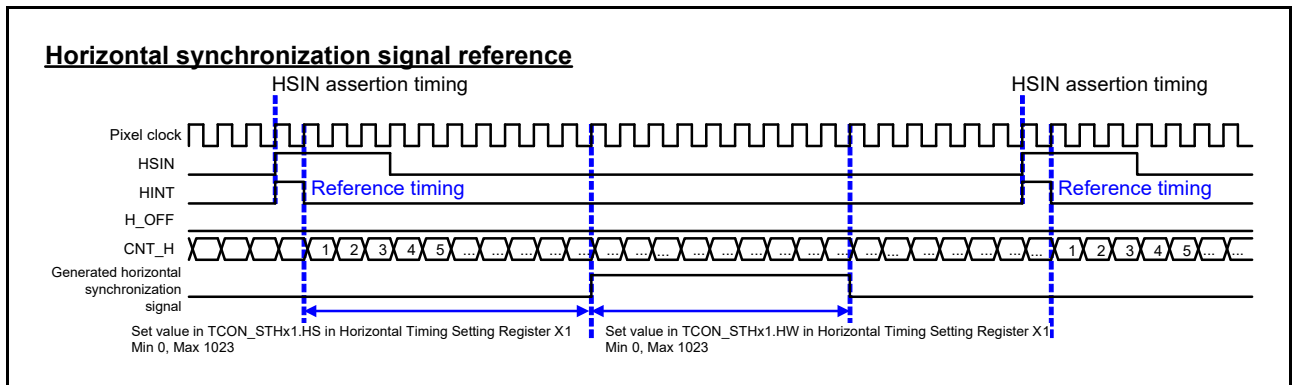 Horizontal synchronization signal reference
HSIN assertion timing HSIN assertion timing
Pixel clock
HSIN
HINT Reference timing Reference timing
H_OFF
CNT_H 1 2 3 4 5 ... ... ... ... ... ... ... ... ... ... ... ... ... ... ... ... ... ... ... ... ... 1 2 3 4 5 ... ...
Generated horizontal
synchronization
signal
Set value in TCON_STHx1.HS in Horizontal Timing Setting Register X1 Set value in TCON_STHx1.HW in Horizontal Timing Setting Register X1
Min 0, Max 1023 Min 0, Max 1023